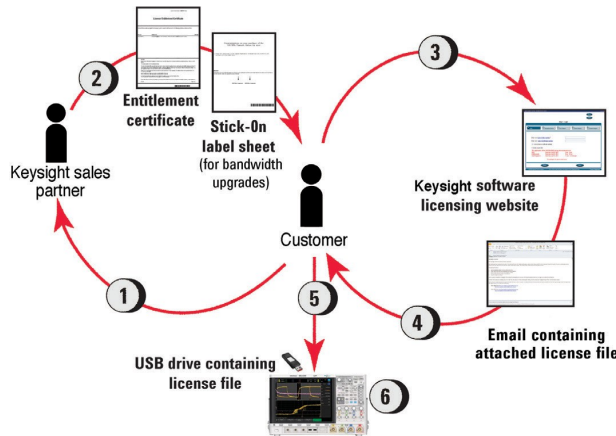 2
3
Entitlement
certificate
Stick-On
label sheet
(for bandwidth
upgrades)
Keysight sales
partner
Keysight software
licensing website
Customer
1
5
4
Email containing
attached license file
USB drive containing
license file
6